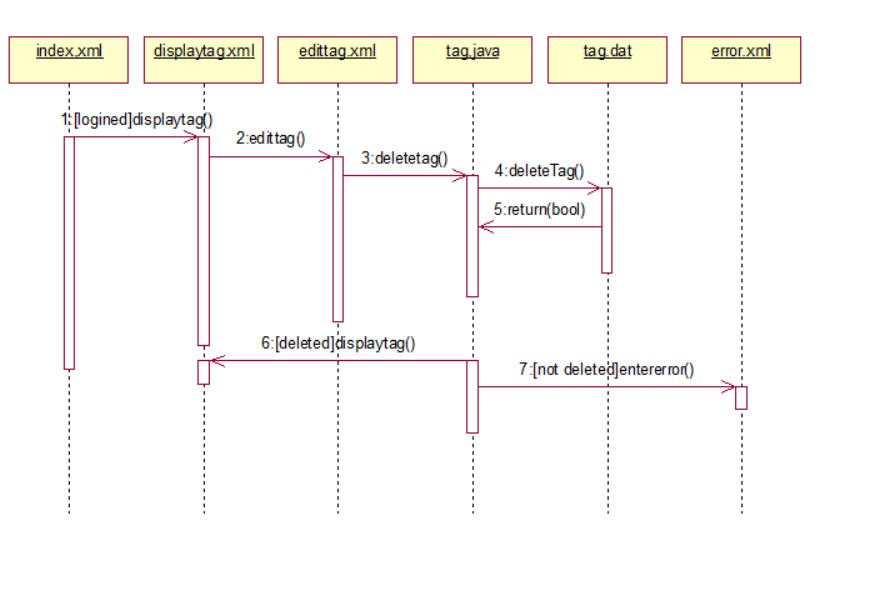 index.xml
displaytag.xml
edittag.xml
tag.java
tag.dat
error.xml
1:[logined]displaytag()
2:edittag()
3:deletetag()
4:deleteTag()
5:return(bool)
6:[deleted]displaytag()
7:[not deleted]entererror()